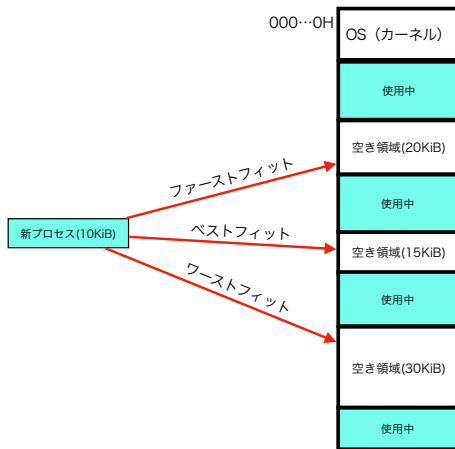 000…0H
OS（カーネル）
使用中
空き領域(20KiB)
ファーストフィット
使用中
新プロセス(10KiB)
ベストフィット
空き領域(15KiB)
ワーストフィット
使用中
空き領域(30KiB)
使用中